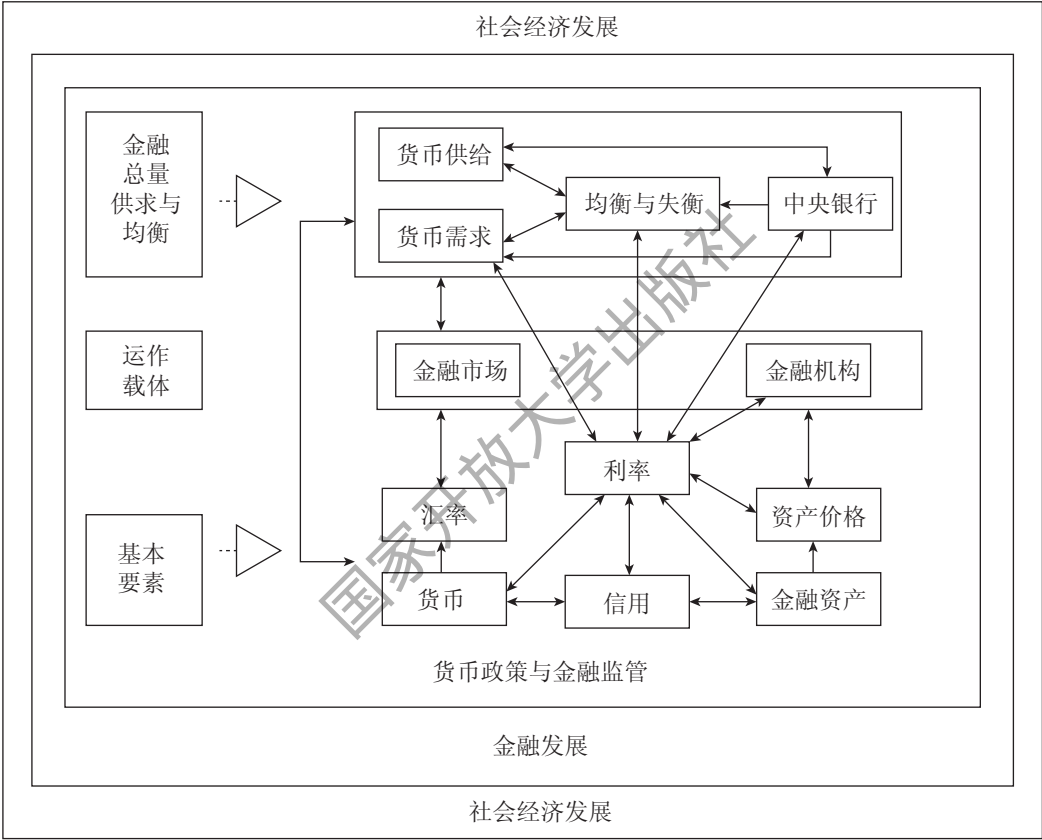 社会经济发展
金融
总量
供求与
均衡
货币供给
均衡与失衡
中央银行
货币需求
运作
载体
金融市场
金融机构
利率
汇率
资产价格
基本
要素
货币
信用
金融资产
货币政策与金融监管
金融发展
社会经济发展
国家开放大学出版社